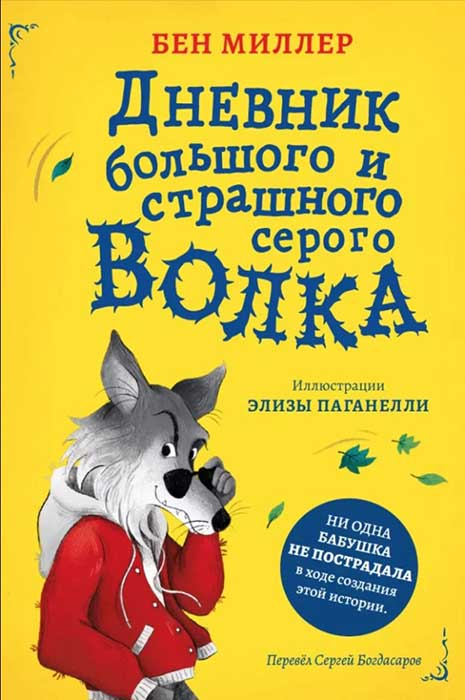 БЕН МИЛЛЕР
ДНЕВНИК
большого и
страшного
серого
ВОЛКА
Иллюстрации
ЭЛИЗЫ ПАГАНЕЛЛИ
НИ ОДНА
БАБУШКА
НЕ ПОСТРАДАЛА
в ходе создания
этой истории.
Перевёл Сергей Богдасаров